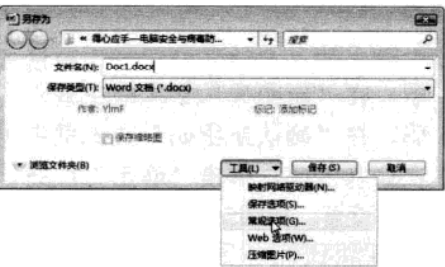 另存为
« 得心应手—电脑安全与病毒防... 搜索
文件名(N): Doc1.docx
保存类型(T): Word 文档 (*.docx)
作者: YlmF 标记: 添加标记
保存缩略图
浏览文件夹(B) 工具(L) 保存(S) 取消
映射网络驱动器(N)...
保存选项(S)...
常规选项(G)...
Web 选项(W)...
压缩图片(P)...